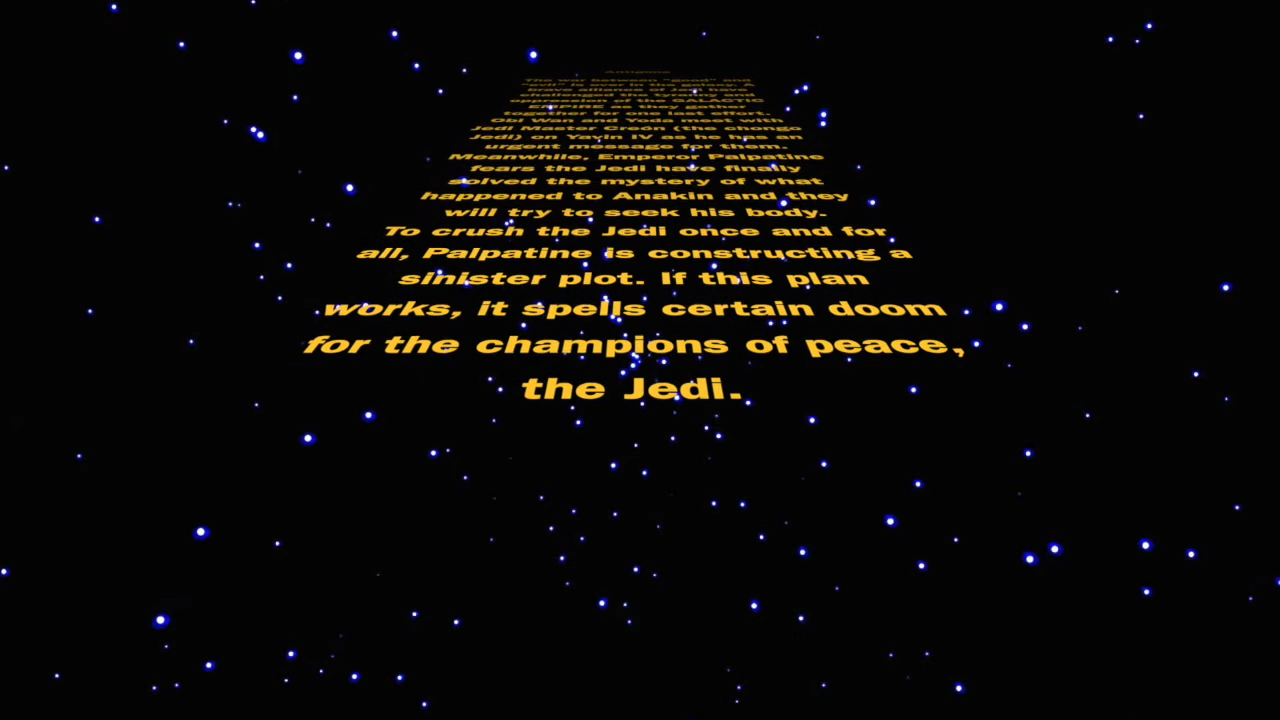 Antigone
The war between "good" and
"evil" is over in the galaxy. A
brave alliance of Jedi have
challenged the tyranny and
oppression of the GALACTIC
EMPIRE as they gather
together for one last effort.
Obi Wan and Yoda meet with
Jedi Master Creón (the chongo
Jedi) on Yavin IV as he has an
urgent message for them.
Meanwhile, Emperor Palpatine
fears the Jedi have finally
solved the mystery of what
happened to Anakin and they
will try to seek his body.
To crush the Jedi once and for
all, Palpatine is constructing a
sinister plot. If this plan
works, it spells certain doom
for the champions of peace,
the Jedi.